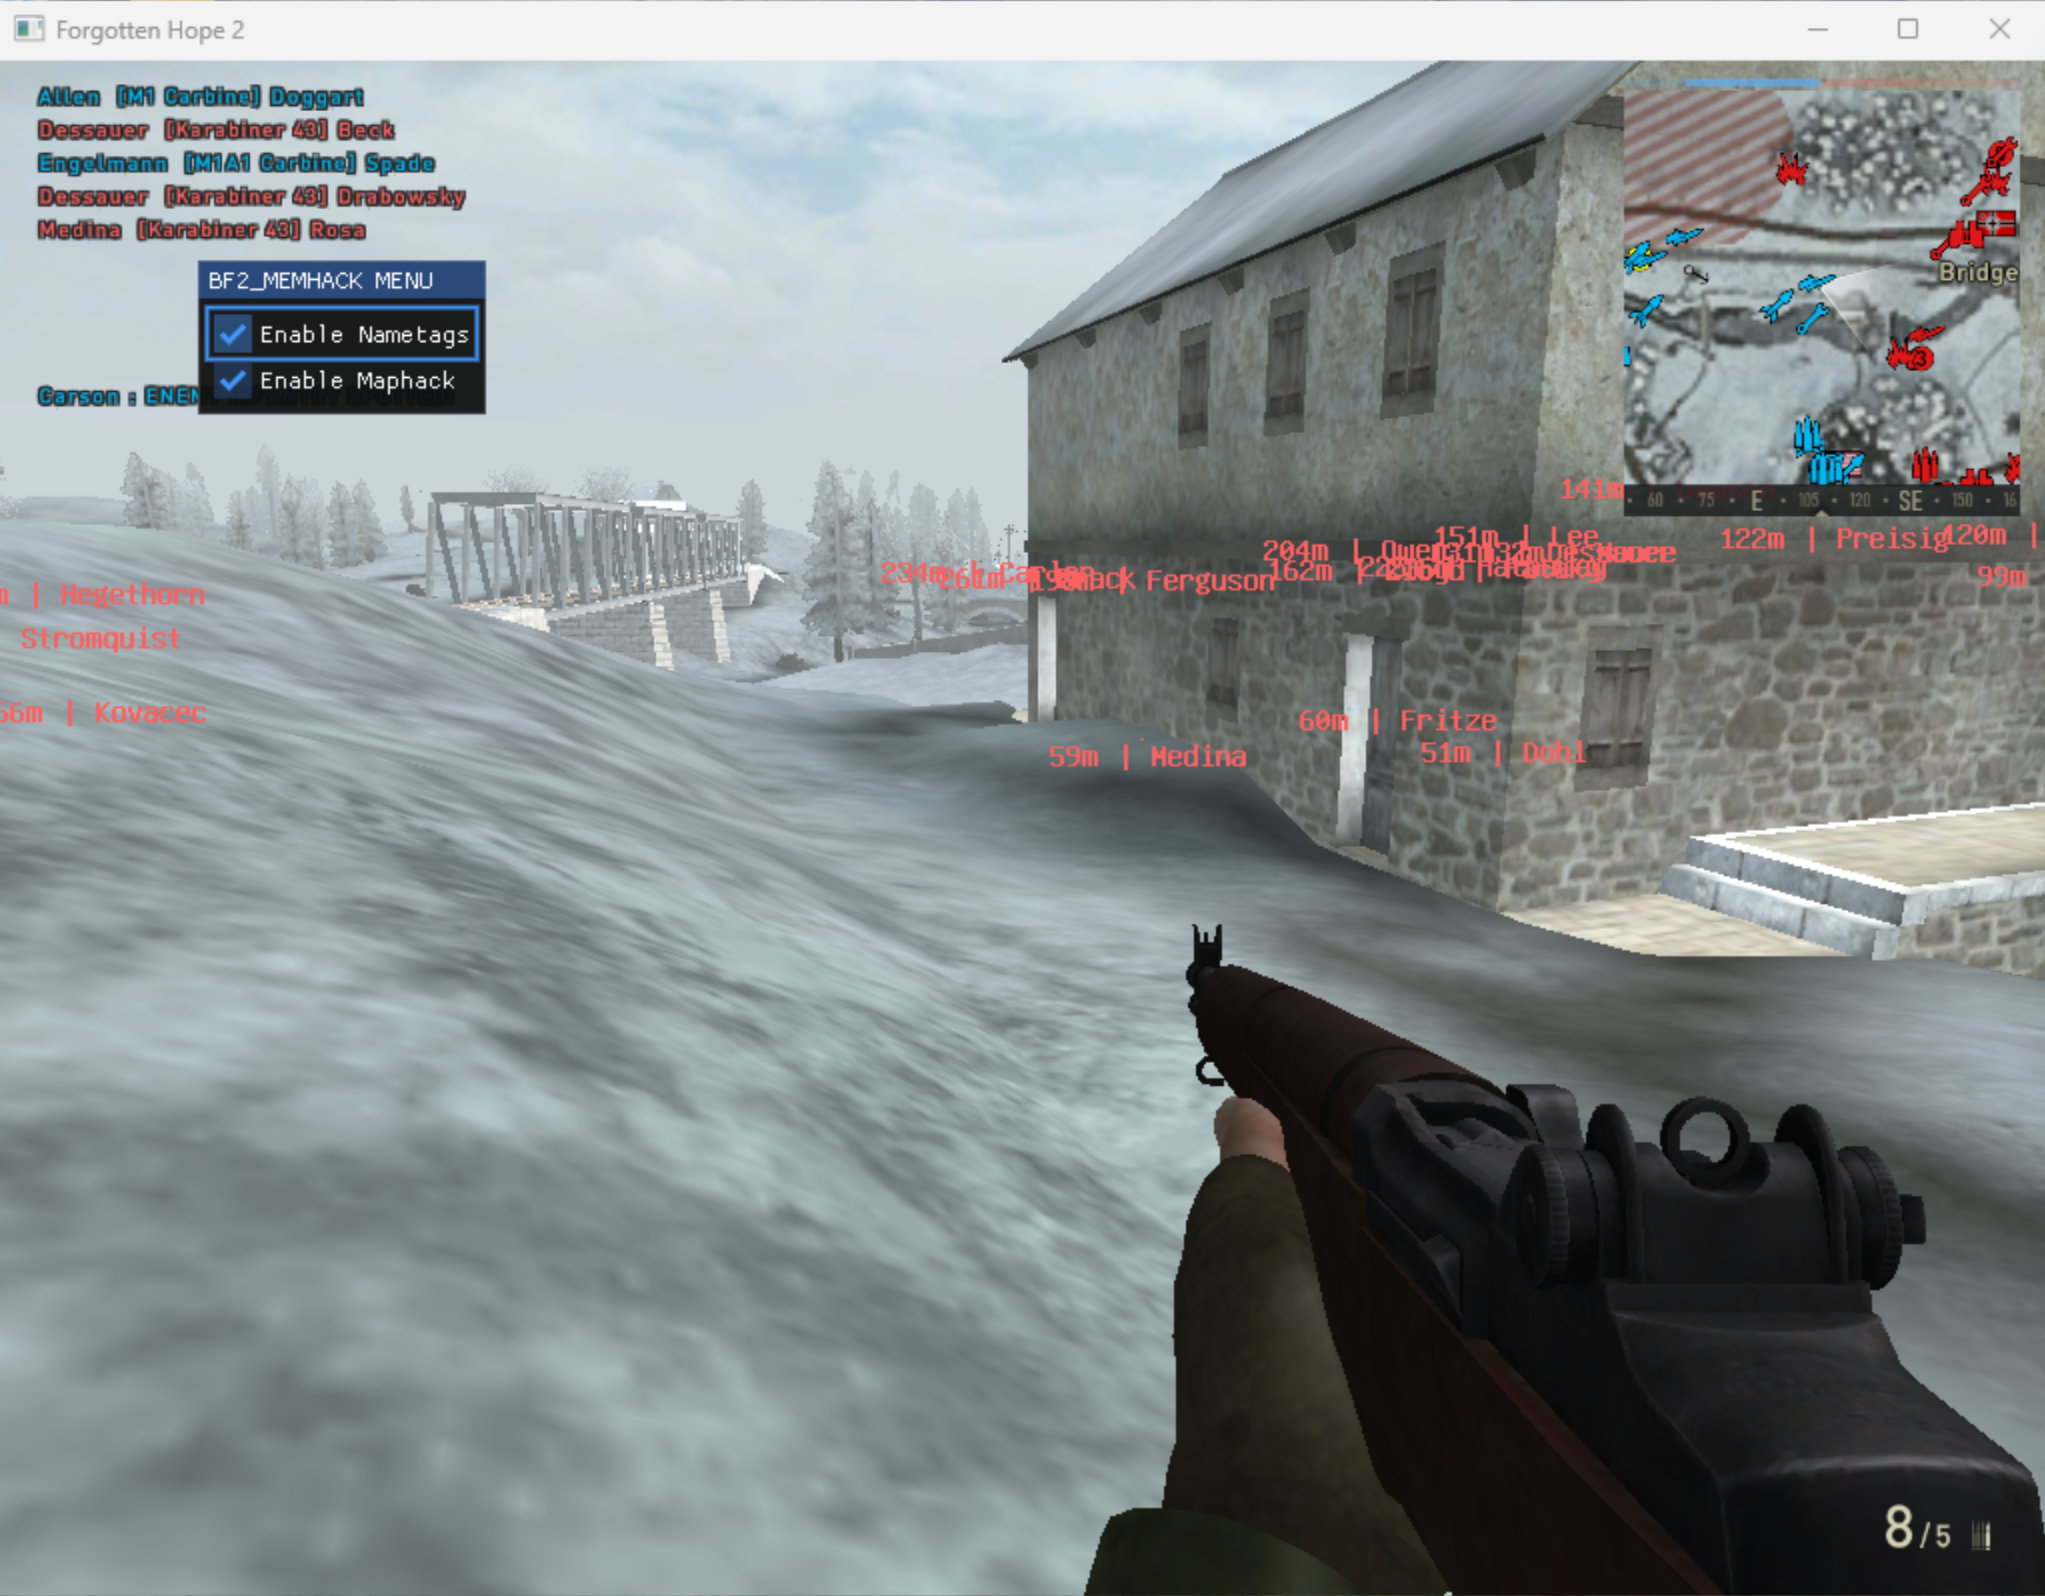 Forgotten Hope 2
Allen [M1 Carbine] Doggart
Dessauer [Karabiner 43] Beck
Engelmann [M1A1 Carbine] Spade
Dessauer [Karabiner 43] Drabowsky
Medina [Karabiner 43] Rosa
BF2_MEMHACK MENU
Enable Nametags
Enable Maphack
Carson : ENEM
Bridge
60 75 E 105 120 SE 150 16
141m
151m | Lee
204m |
122m | Preisig
120m |
234m
Ferguson
162m |
99m
| Hegethorn
Stromquist
66m | Kovacec
60m | Fritze
59m | Medina
51m | Dohl
8/5